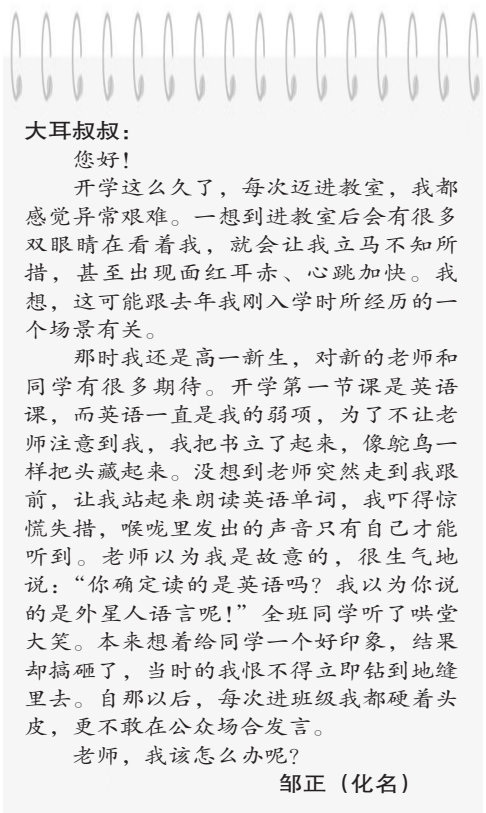 大耳叔叔：
您好！
开学这么久了，每次迈进教室，我都
感觉异常艰难。一想到进教室后会有很多
双眼睛在看着我，就会让我立马不知所
措，甚至出现面红耳赤、心跳加快。我
想，这可能跟去年我刚入学时所经历的一
个场景有关。
那时我还是高一新生，对新的老师和
同学有很多期待。开学第一节课是英语
课，而英语一直是我的弱项，为了不让老
师注意到我，我把书立了起来，像鸵鸟一
样把头藏起来。没想到老师突然走到我跟
前，让我站起来朗读英语单词，我吓得惊
慌失措，喉咙里发出的声音只有自己才能
听到。老师以为我是故意的，很生气地
说：“你确定读的是英语吗？我以为你说
的是外星人语言呢！”全班同学听了哄堂
大笑。本来想着给同学一个好印象，结果
却搞砸了，当时的我恨不得立即钻到地缝
里去。自那以后，每次进班级我都硬着头
皮，更不敢在公众场合发言。
老师，我该怎么办呢？
邹正（化名）